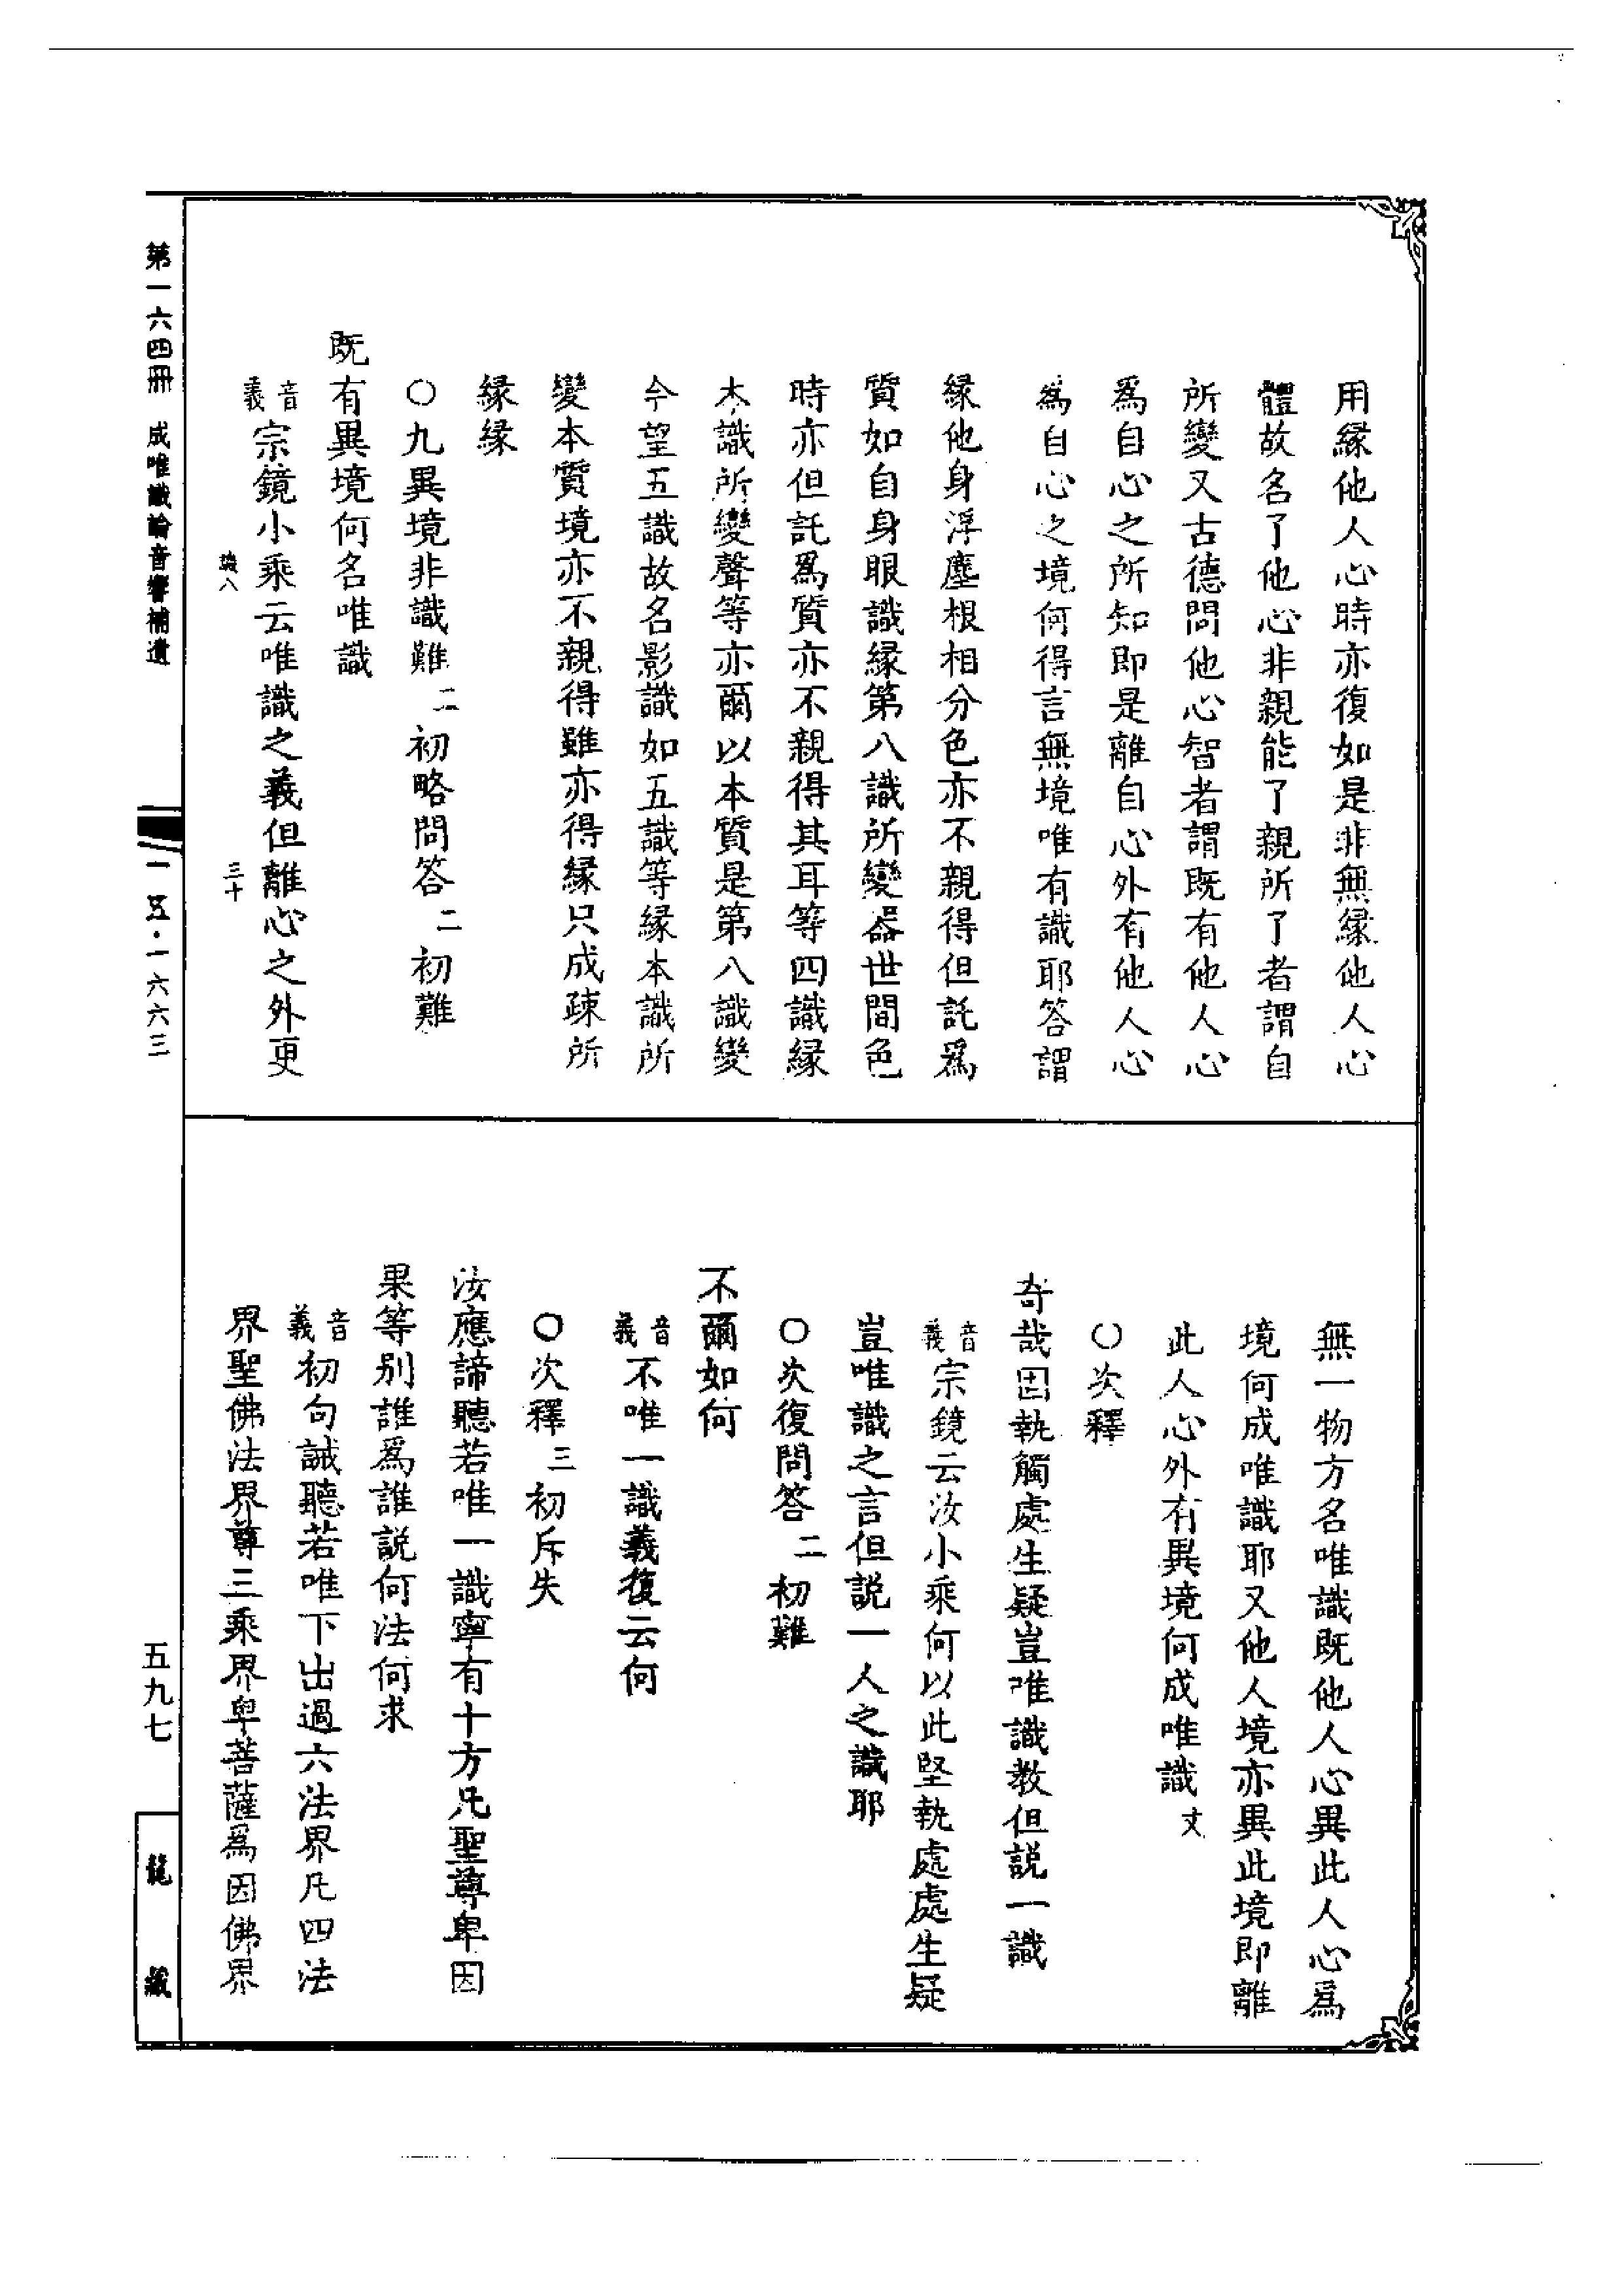 用緣他人心時亦復如是非無緣他人心
體故名了他心非親能了親所了者謂自
所變又古德問他心智者謂既有他人心
爲自心之所知即是離自心外有他人心
爲自心之境何得言無境唯有識耶答謂
緣他身浮塵根相分色亦不親得但託爲
質如自身眼識緣第八識所變器世間色
時亦但託爲質亦不親得其耳等四識緣
本識所變聲等亦爾以本質是第八識變
今望五識故名影識如五識等緣本識所
變本質境亦不親得雖亦得緣只成疎所
緣緣
○九異境非識難二初略問答二初難
既有異境何名唯識
音義宗鏡小乘云唯識之義但離心之外更
無一物方名唯識既他人心異此人心爲
境何成唯識耶又他人境亦異此境即離
此人心外有異境何成唯識文
○次釋
奇哉固執觸處生疑豈唯識教但說一識
音義宗鏡云汝小乘何以此堅執處處生疑
豈唯識之言但説一人之識耶
○次復問答二初難
不爾如何
音義不唯一識義復云何
○次釋三初斥失
汝應諦聽若唯一識寧有十方凡聖尊卑因
果等別誰爲誰説何法何求
音義初句誡聽若唯下出過六法界凡四法
界聖佛法界尊三乘界卑菩薩爲因佛界
第一六四冊 成唯識論音響補遺
一五·一六六三
五九七
龍藏
識八
三十